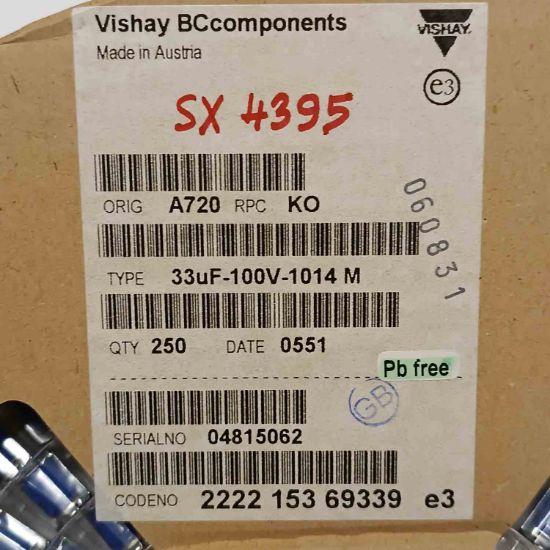 Vishay BCcomponents
VISHAY
Made in Austria
e3
SX 4395
ORIG A720 RPC KO
060831
TYPE 33uF-100V-1014 M
QTY 250 DATE 0551
Pb free
GB
SERIALNO 04815062
CODENO 2222 153 69339 e3